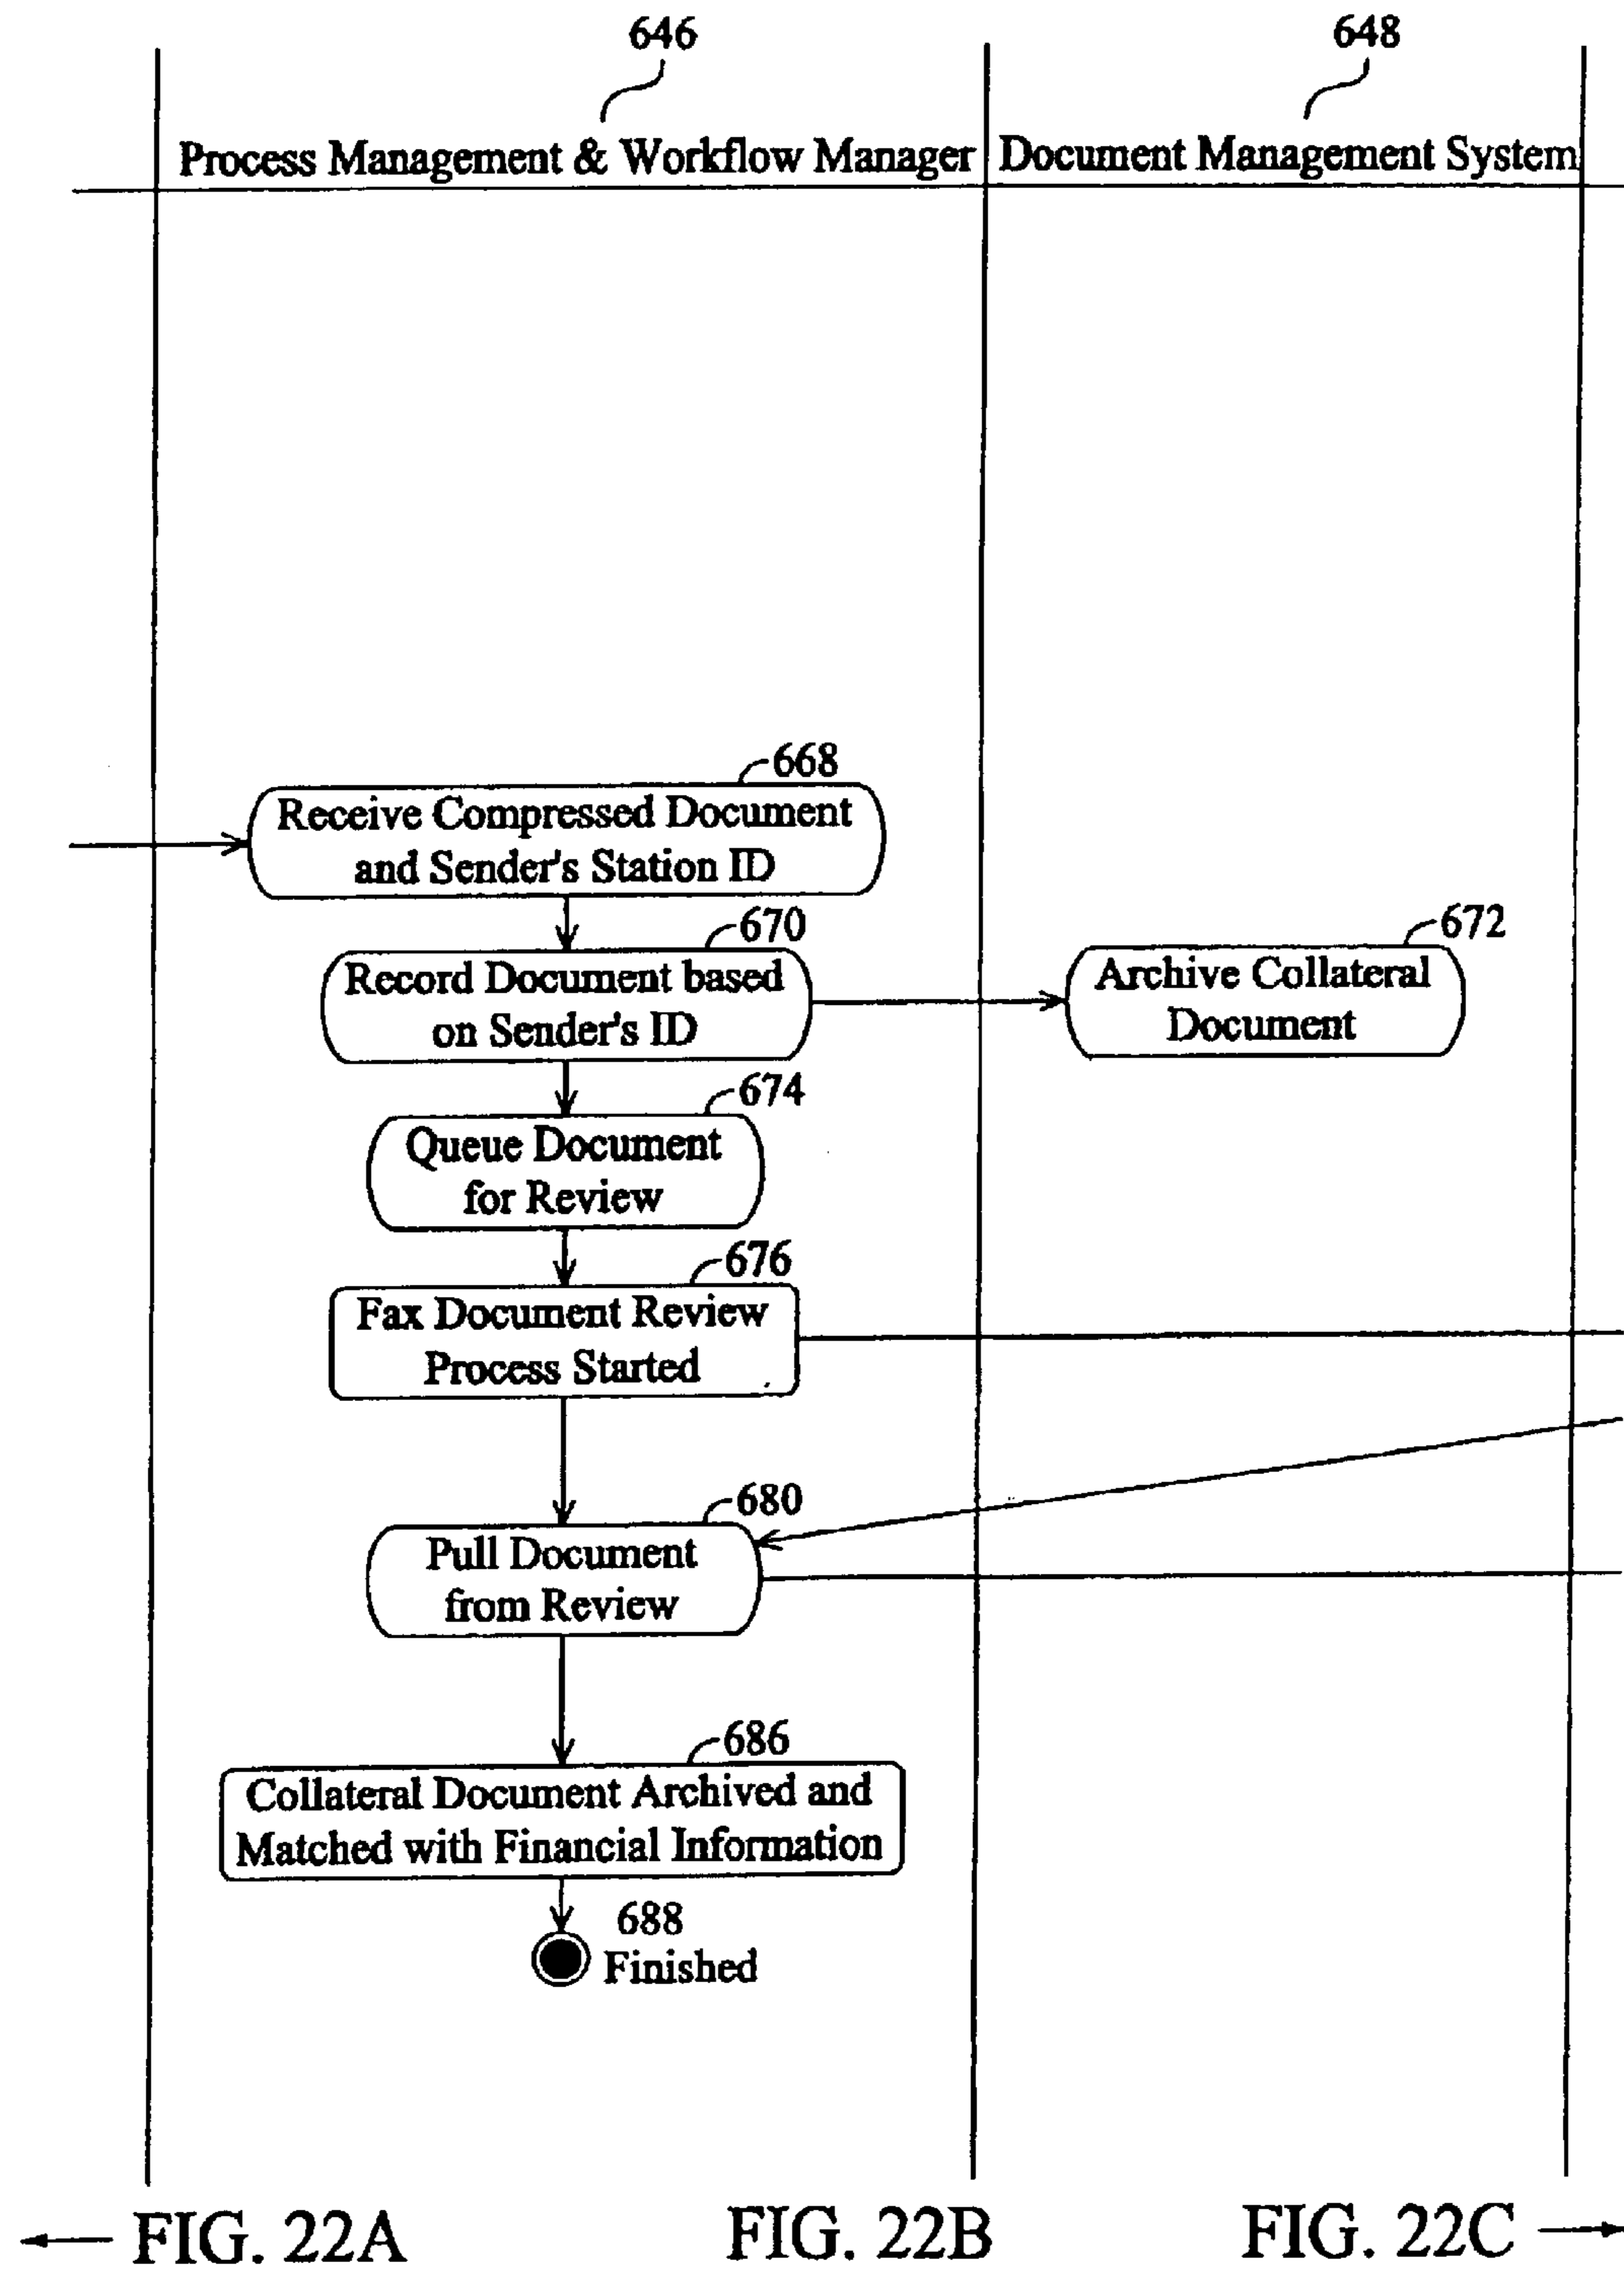 646
648
Process Management & Workflow Manager
Document Management System
668
Receive Compressed Document
and Sender's Station ID
670
Record Document based
on Sender's ID
672
Archive Collateral
Document
674
Queue Document
for Review
676
Fax Document Review
Process Started
680
Pull Document
from Review
686
Collateral Document Archived and
Matched with Financial Information
688
Finished
FIG. 22A
FIG. 22B
FIG. 22C